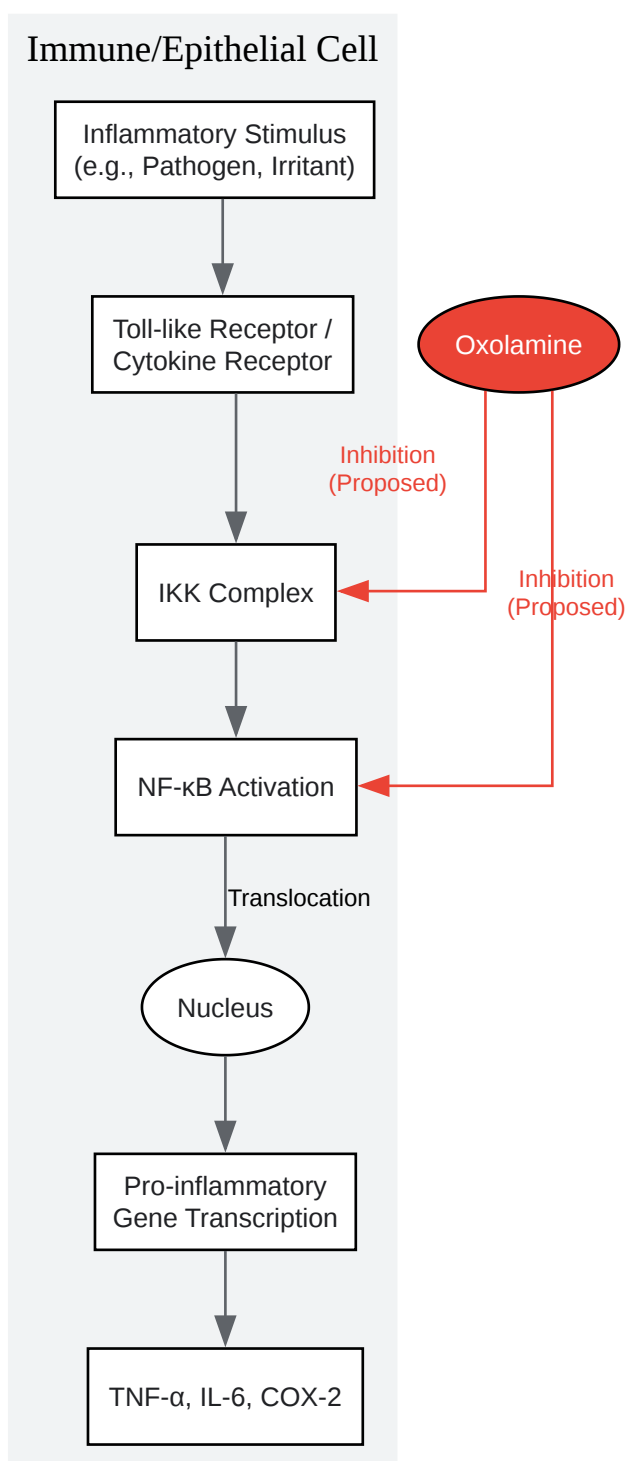 Immune/Epithelial Cell
Inflammatory Stimulus
(e.g., Pathogen, Irritant)
Toll-like Receptor /
Cytokine Receptor
Oxolamine
Inhibition
(Proposed)
IKK Complex
Inhibition
(Proposed)
NF-κB Activation
Translocation
Nucleus
Pro-inflammatory
Gene Transcription
TNF-α, IL-6, COX-2